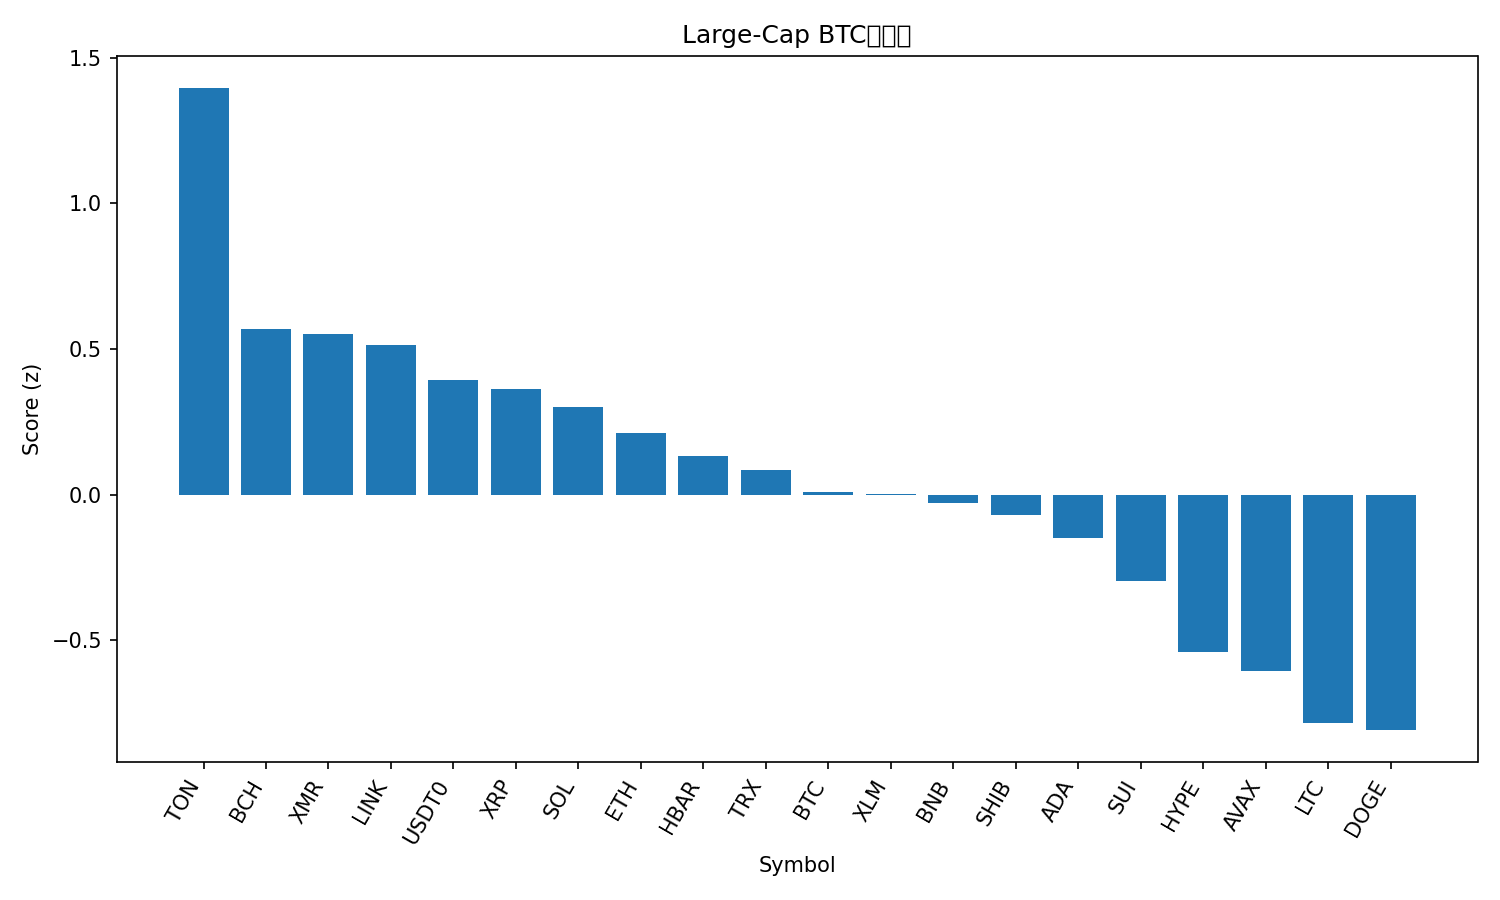 Large-Cap BTC
1.5
1.0
0.5
0.0
−0.5
Score (z)
TON
BCH
XMR
LINK
USDT0
XRP
SOL
ETH
HBAR
TRX
BTC
XLM
BNB
SHIB
ADA
SUI
HYPE
AVAX
LTC
DOGE
Symbol